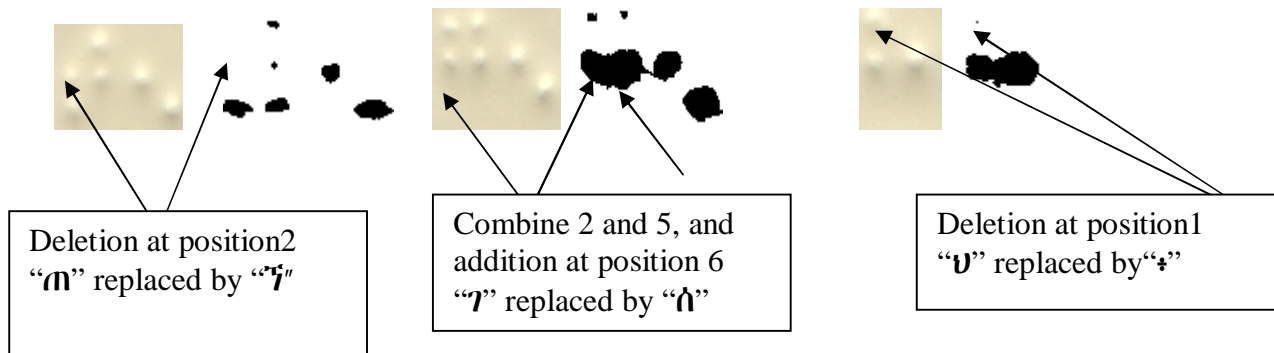 Deletion at position2
“ጠ” replaced by “ኧ”
Combine 2 and 5, and
addition at position 6
“ገ” replaced by “ሰ”
Deletion at position1
“ህ” replaced by“፥”